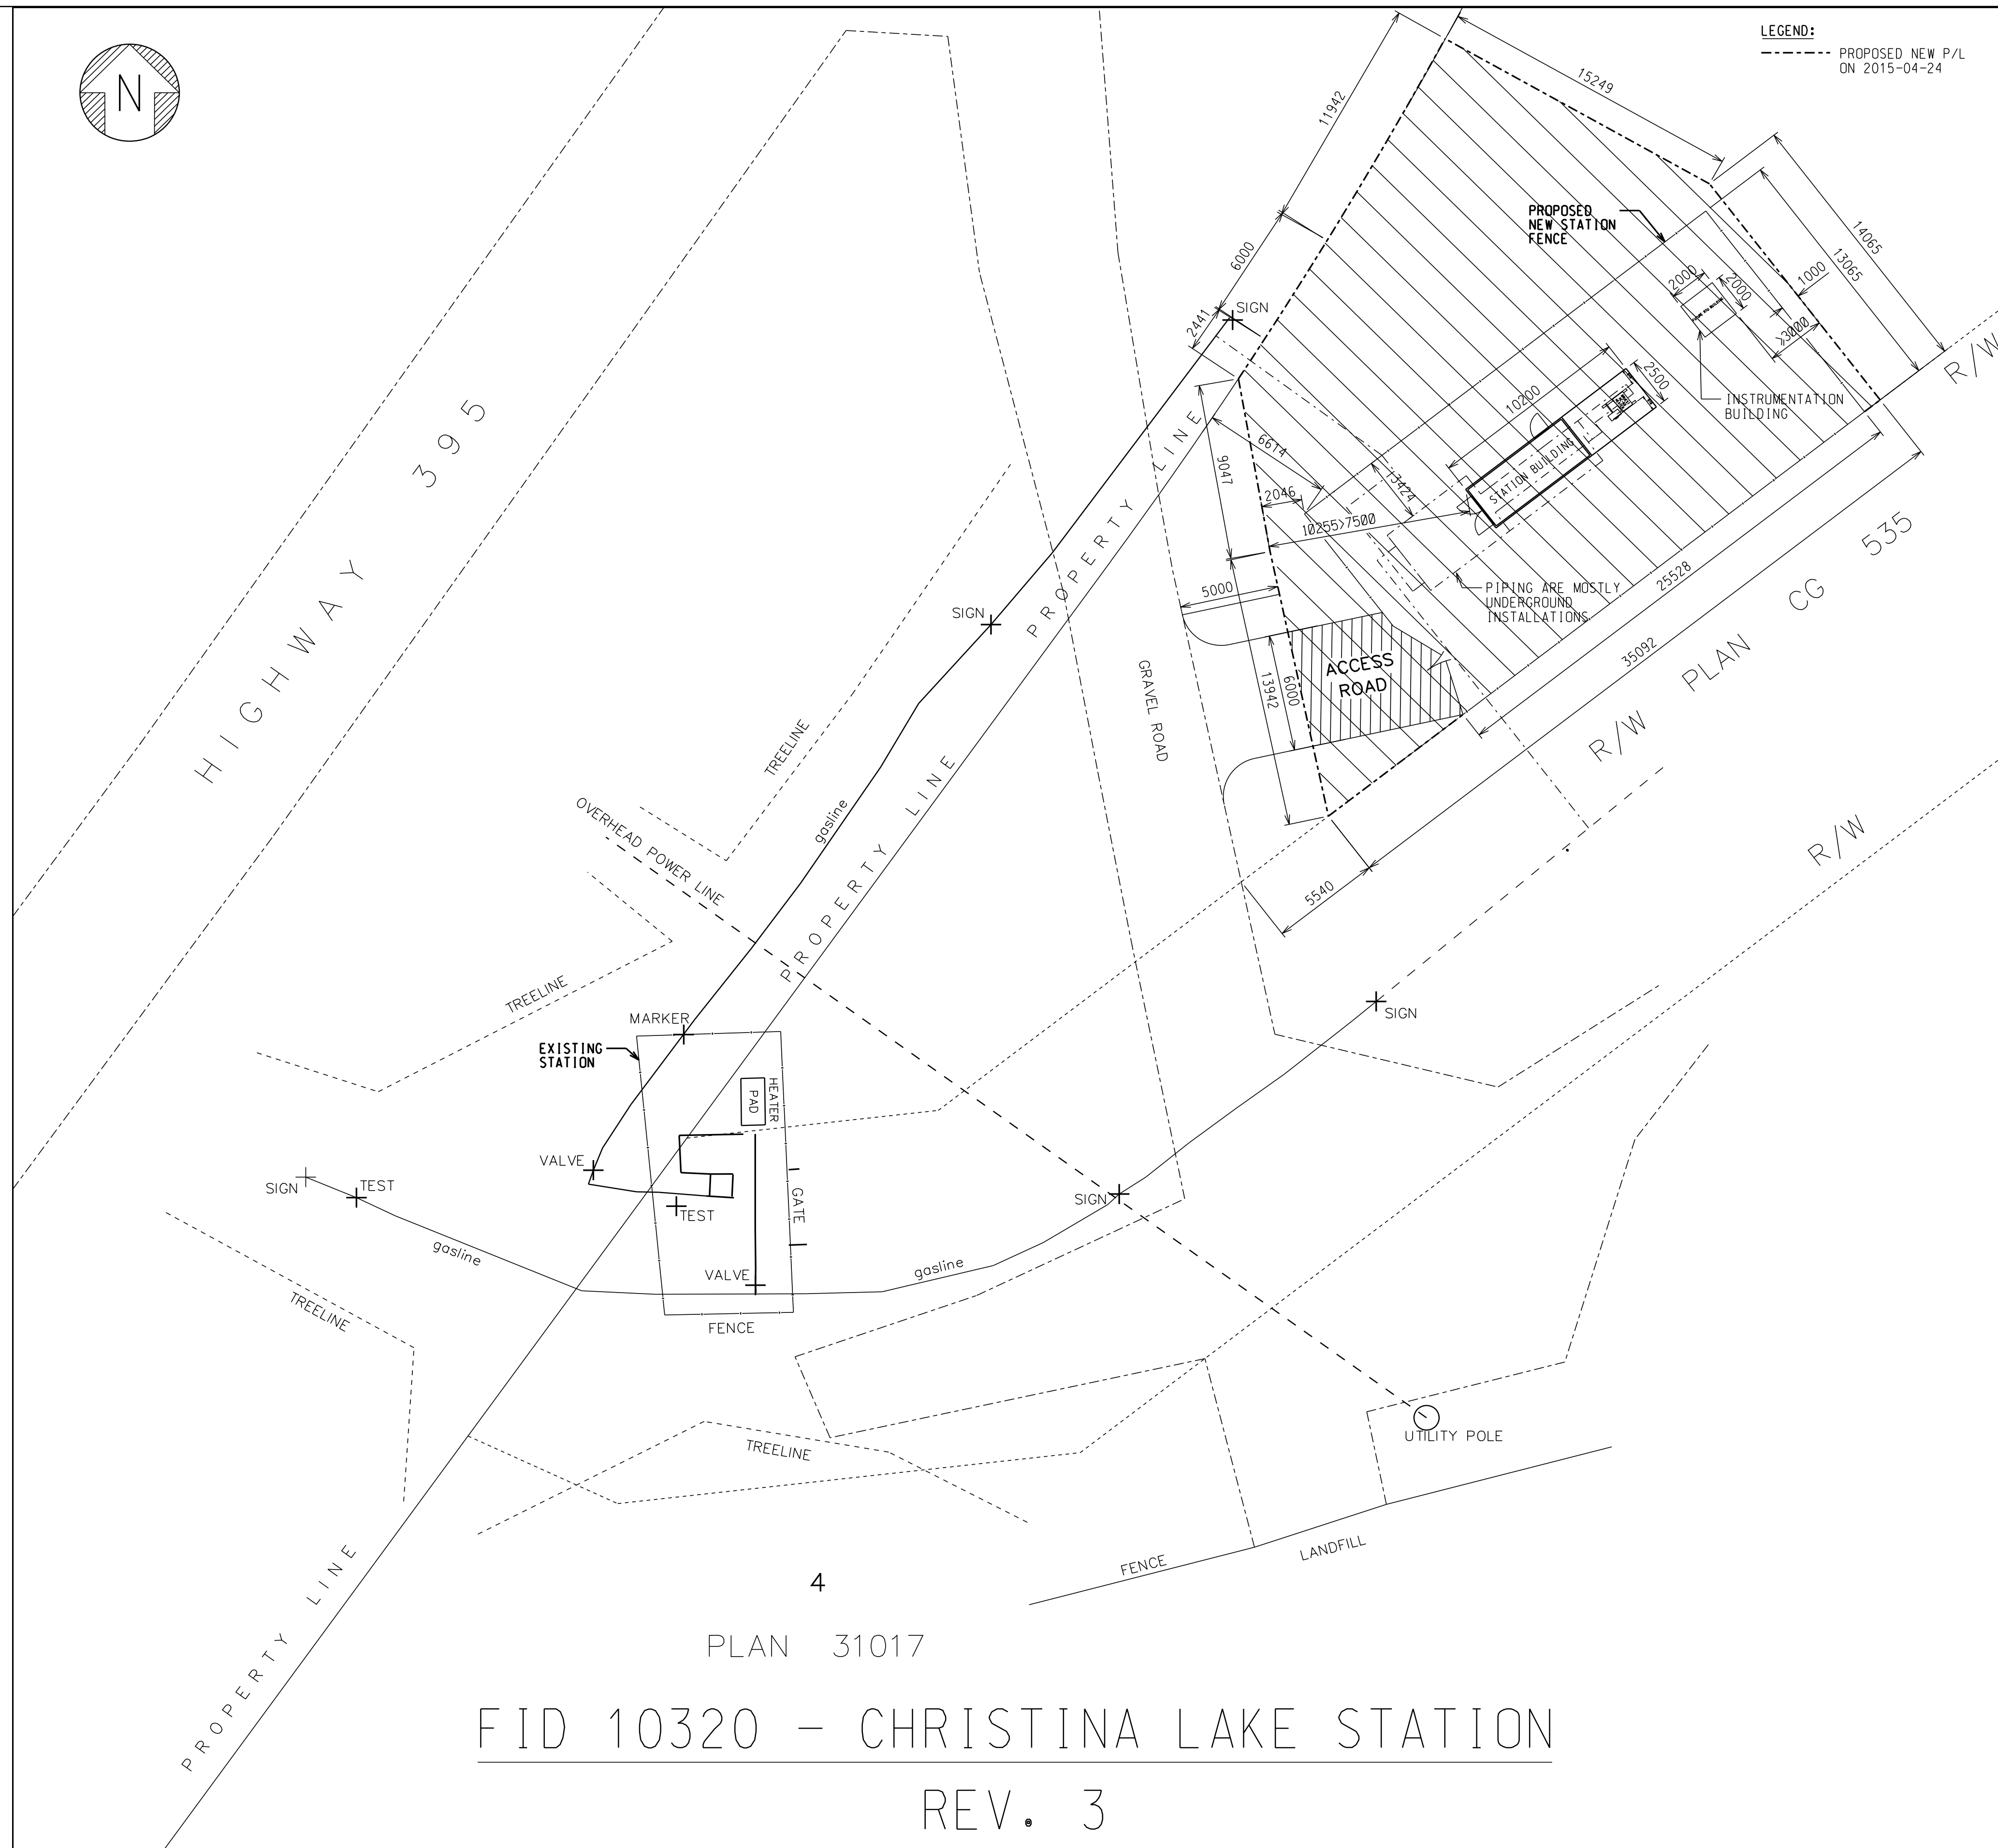 N
LEGEND:
PROPOSED NEW P/L
ON 2015-04-24
15249
11942
6000
2441
SIGN
PROPOSED
NEW STATION
FENCE
14065
13065
1000
2000
2000
≥3000
INSTRUMENTATION
BUILDING
R/W
10200
2500
STATION BUILDING
6614
9047
2046
3424
10255>7500
PIPING ARE MOSTLY
UNDERGROUND
INSTALLATIONS
25528
35092
R/W PLAN CG 535
5000
ACCESS
ROAD
6000
13942
5540
R/W
HIGHWAY 395
SIGN
PROPERTY LINE
PROPERTY LINE
GRAVEL ROAD
TREELINE
OVERHEAD POWER LINE
gasline
TREELINE
MARKER
EXISTING
STATION
HEATER
PAD
VALVE
SIGN
TEST
TEST
GATE
VALVE
FENCE
gasline
gasline
SIGN
SIGN
TREELINE
TREELINE
UTILITY POLE
FENCE
LANDFILL
PROPERTY LINE
4
PLAN 31017
FID 10320 - CHRISTINA LAKE STATION
REV. 3